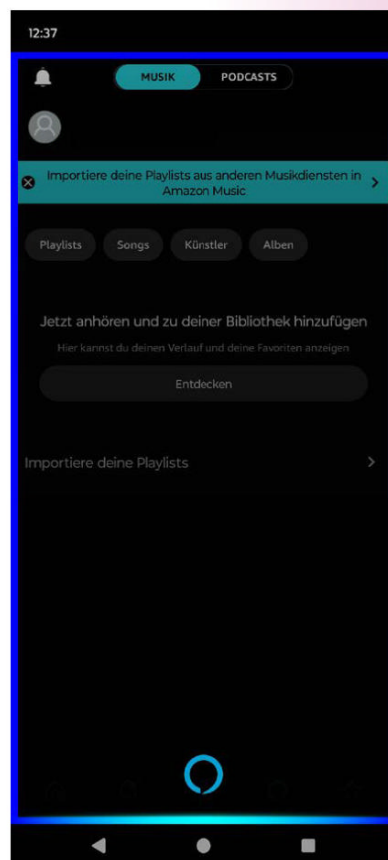 12:37
MUSIK PODCASTS
Importiere deine Playlists aus anderen Musikdiensten in
Amazon Music
Playlists Songs Künstler Alben
Jetzt anhören und zu deiner Bibliothek hinzufügen
Hier kannst du deinen Verlauf und deine Favoriten anzeigen
Entdecken
Importiere deine Playlists